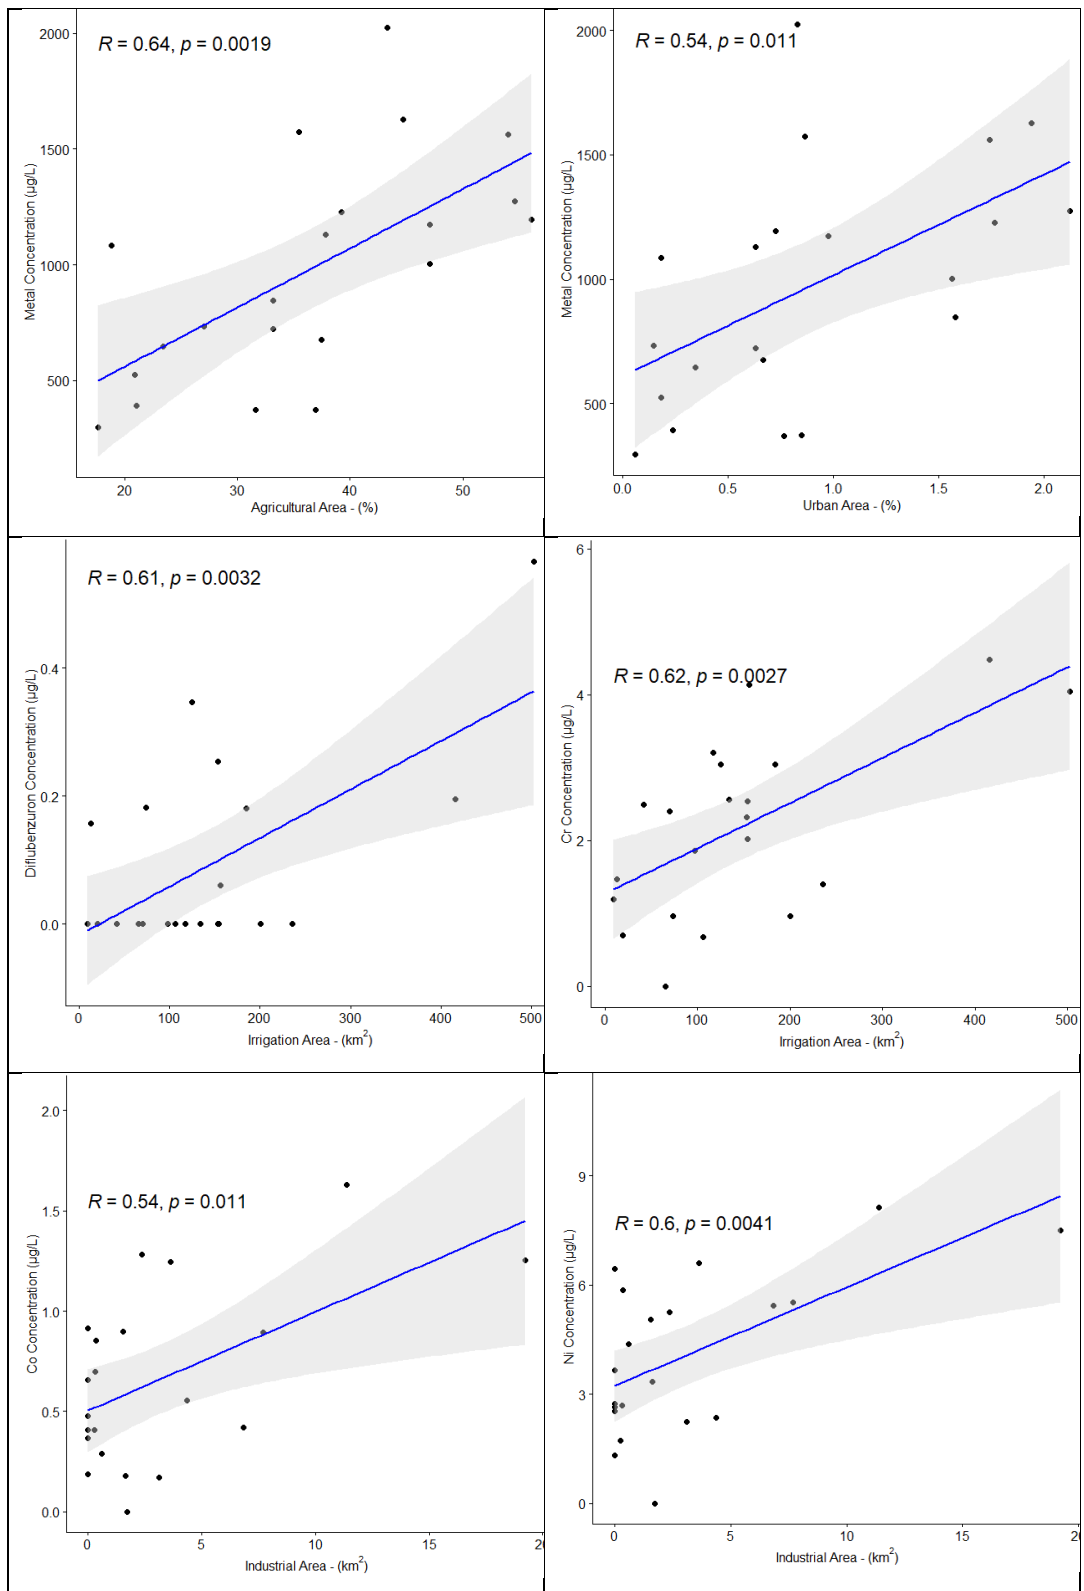 R = 0.64, p = 0.0019
2000
1500
1000
500
Metal Concentration (µg/L)
20 30 40 50
Agricultural Area - (%)
R = 0.54, p = 0.011
2000
1500
1000
500
Metal Concentration (µg/L)
0.0 0.5 1.0 1.5 2.0
Urban Area - (%)
R = 0.61, p = 0.0032
0.4
0.2
0.0
Diflubenzuron Concentration (µg/L)
0 100 200 300 400 500
Irrigation Area - (km²)
6
R = 0.62, p = 0.0027
4
2
0
Cr Concentration (µg/L)
0 100 200 300 400 500
Irrigation Area - (km²)
2.0
R = 0.54, p = 0.011
1.5
1.0
0.5
0.0
Co Concentration (µg/L)
0 5 10 15 20
Industrial Area - (km²)
9
R = 0.6, p = 0.0041
6
3
0
Ni Concentration (µg/L)
0 5 10 15 20
Industrial Area - (km²)